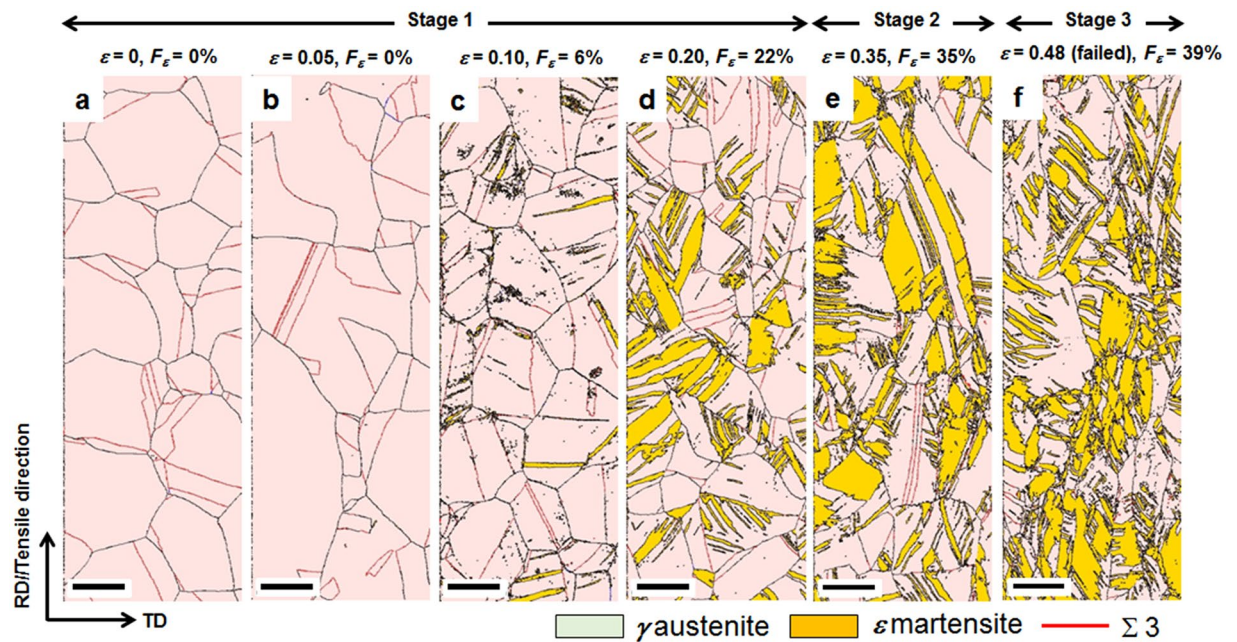 Stage 1
Stage 2
Stage 3
ε = 0, Fε = 0%
ε = 0.05, Fε = 0%
ε = 0.10, Fε = 6%
ε = 0.20, Fε = 22%
ε = 0.35, Fε = 35%
ε = 0.48 (failed), Fε = 39%
a
b
c
d
e
f
RD//Tensile direction
TD
γ austenite
ε martensite
Σ 3